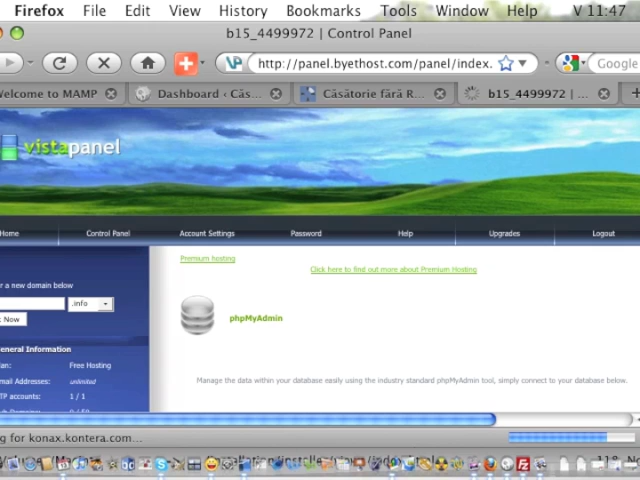 Firefox File Edit View History Bookmarks Tools Window Help V 11:47
b15_4499972 | Control Panel
http://panel.byethost.com/panel/index. Google
elcome to MAMP Dashboard ‹ Căs... Căsătorie fără R... b15_4499972 | ...
vistapanel
Home Control Panel Account Settings Password Help Upgrades Logout
Premium hosting
Click here to find out more about Premium Hosting
r a new domain below
.info
Now
phpMyAdmin
General Information
lan: Free Hosting
mail Addresses: unlimited
TP accounts: 1 / 1
Manage the data within your database easily using the industry standard phpMyAdmin tool, simply connect to your database below.
g for konax.kontera.com...